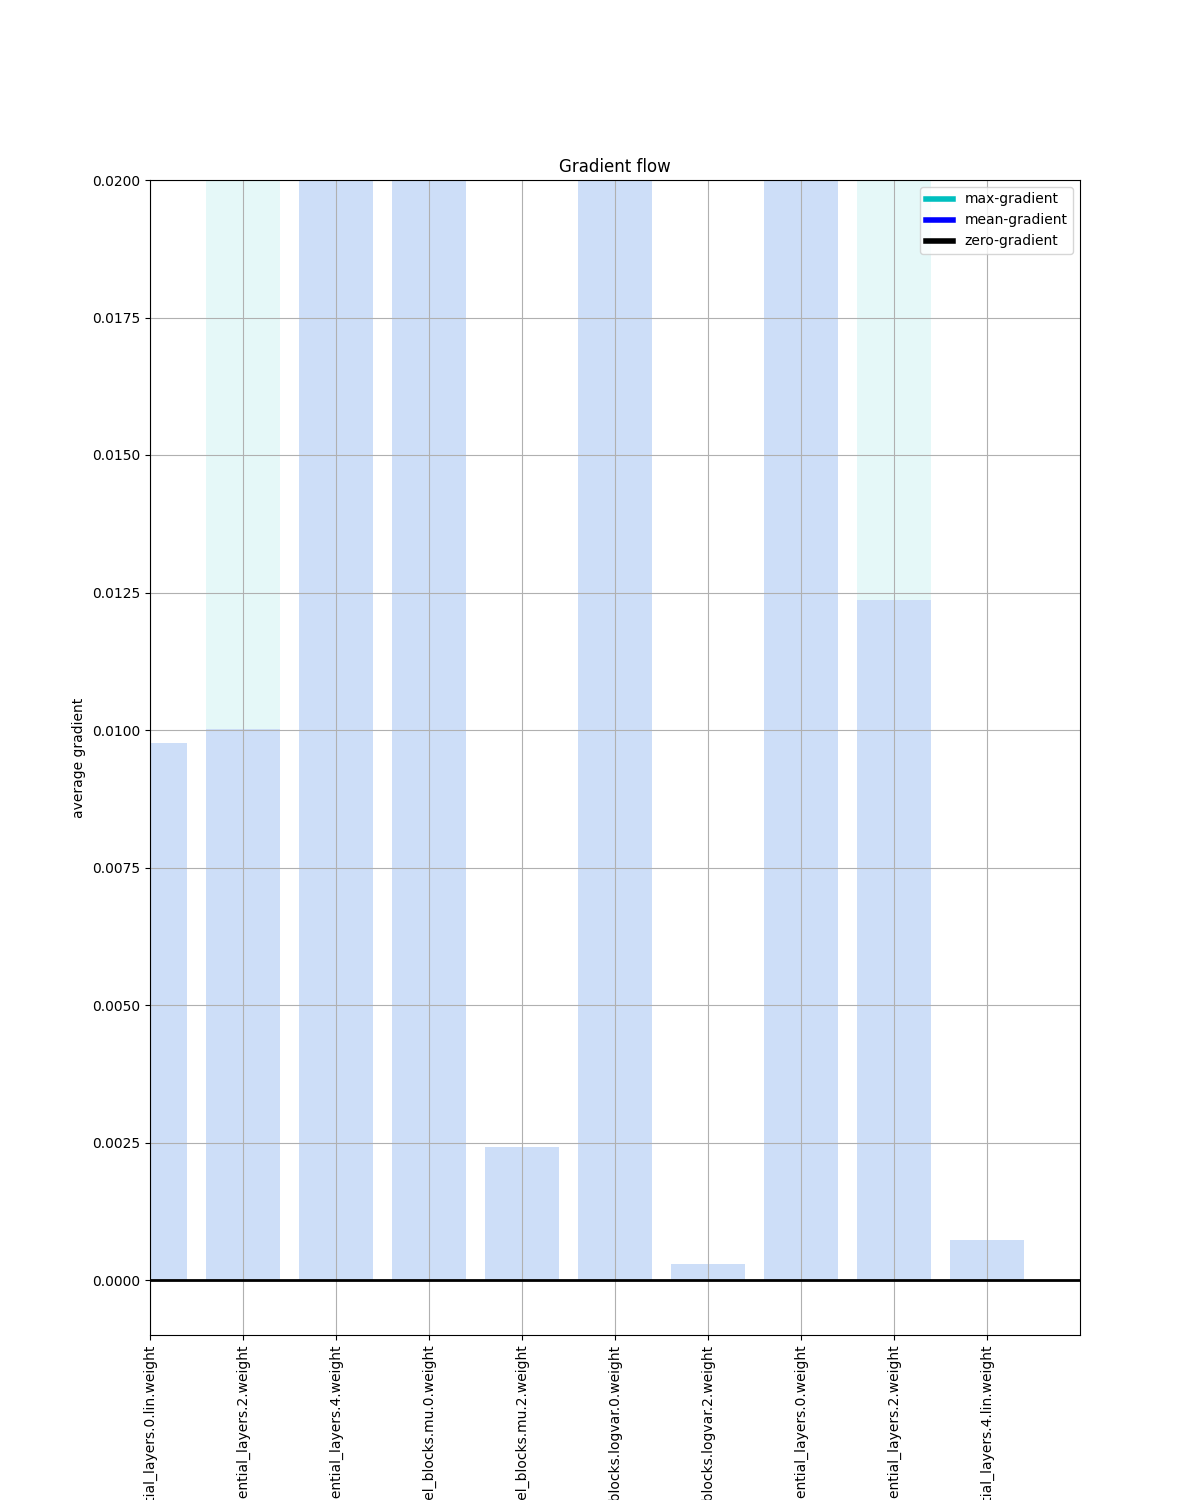 Gradient flow
max-gradient
mean-gradient
zero-gradient
0.0200
0.0175
0.0150
0.0125
0.0100
0.0075
0.0050
0.0025
0.0000
average gradient
tial_layers.0.lin.weight
ential_layers.2.weight
ential_layers.4.weight
el_blocks.mu.0.weight
el_blocks.mu.2.weight
blocks.logvar.0.weight
blocks.logvar.2.weight
ential_layers.0.weight
ential_layers.2.weight
tial_layers.4.lin.weight